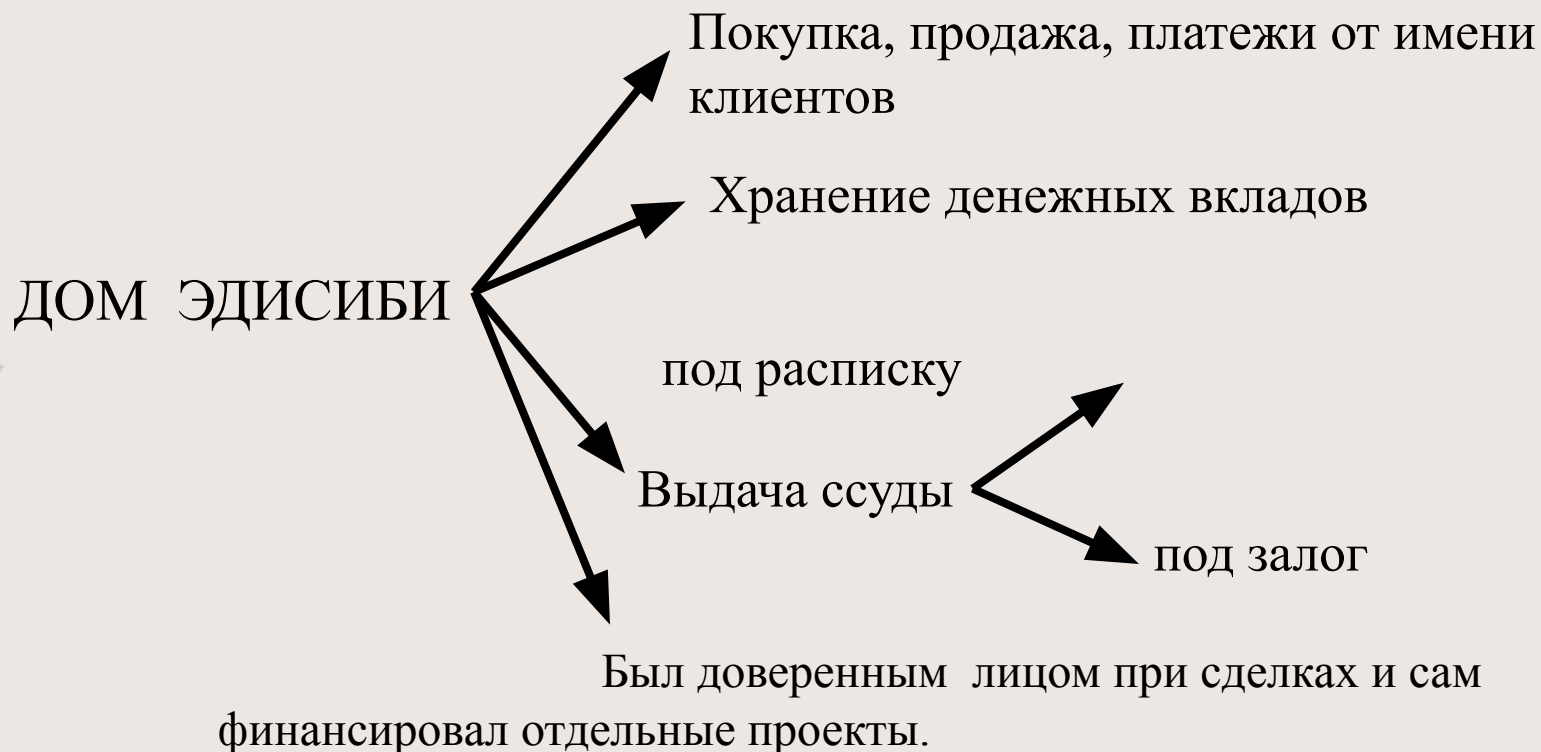 Покупка, продажа, платежи от имени
клиентов
Хранение денежных вкладов
ДОМ ЭДИСИБИ
под расписку
Выдача ссуды
под залог
Был доверенным лицом при сделках и сам
финансировал отдельные проекты.